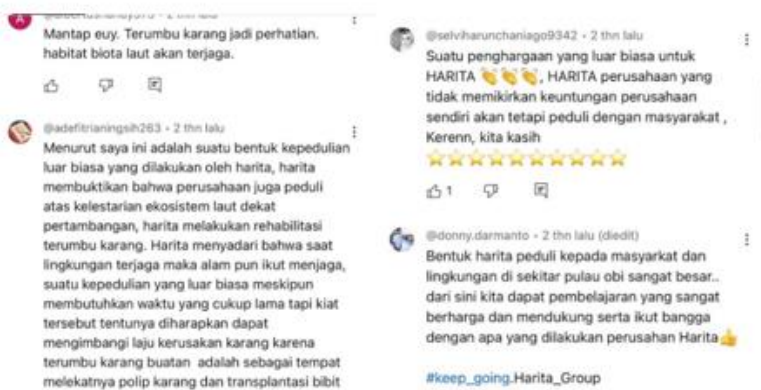 Mantap euy. Terumbu karang jadi perhatian.
habitat biota laut akan terjaga.
@adefitrianingsih263 • 2 thn lalu
Menurut saya ini adalah suatu bentuk kepedulian
luar biasa yang dilakukan oleh harita, harita
membuktikan bahwa perusahaan juga peduli
atas kelestarian ekosistem laut dekat
pertambangan, harita melakukan rehabilitasi
terumbu karang. Harita menyadari bahwa saat
lingkungan terjaga maka alam pun ikut menjaga,
suatu kepedulian yang luar biasa meskipun
membutuhkan waktu yang cukup lama tapi kiat
tersebut tentunya diharapkan dapat
mengimbangi laju kerusakan karang karena
terumbu karang buatan adalah sebagai tempat
melekatnya polip karang dan transplantasi bibit
@selviharunchaniago9342 • 2 thn lalu
Suatu penghargaan yang luar biasa untuk
HARITA 👏👏👏, HARITA perusahaan yang
tidak memikirkan keuntungan perusahaan
sendiri akan tetapi peduli dengan masyarakat ,
Kerenn, kita kasih
⭐⭐⭐⭐⭐⭐⭐⭐⭐⭐
1
@donny.darmanto • 2 thn lalu (diedit)
Bentuk harita peduli kepada masyarkat dan
lingkungan di sekitar pulau obi sangat besar..
dari sini kita dapat pembelajaran yang sangat
berharga dan mendukung serta ikut bangga
dengan apa yang dilakukan perusahan Harita👍
#keep_going.Harita_Group